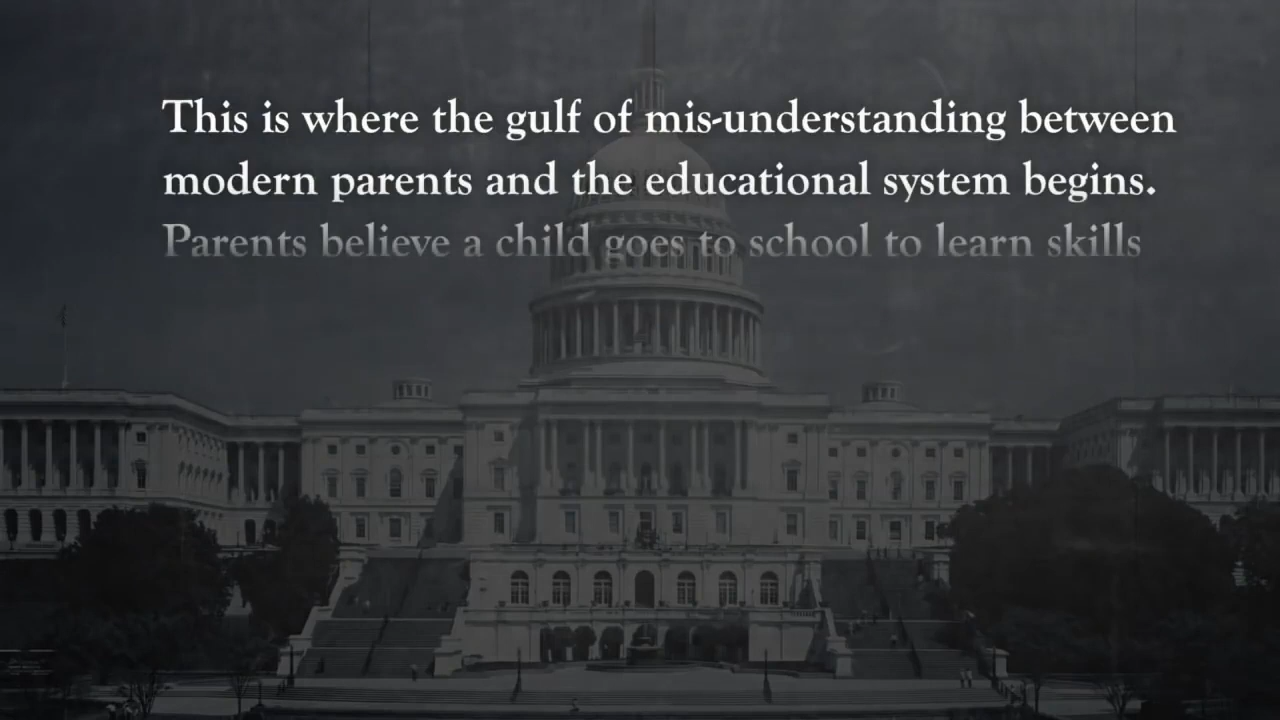 This is where the gulf of mis-understanding between
modern parents and the educational system begins.
Parents believe a child goes to school to learn skills